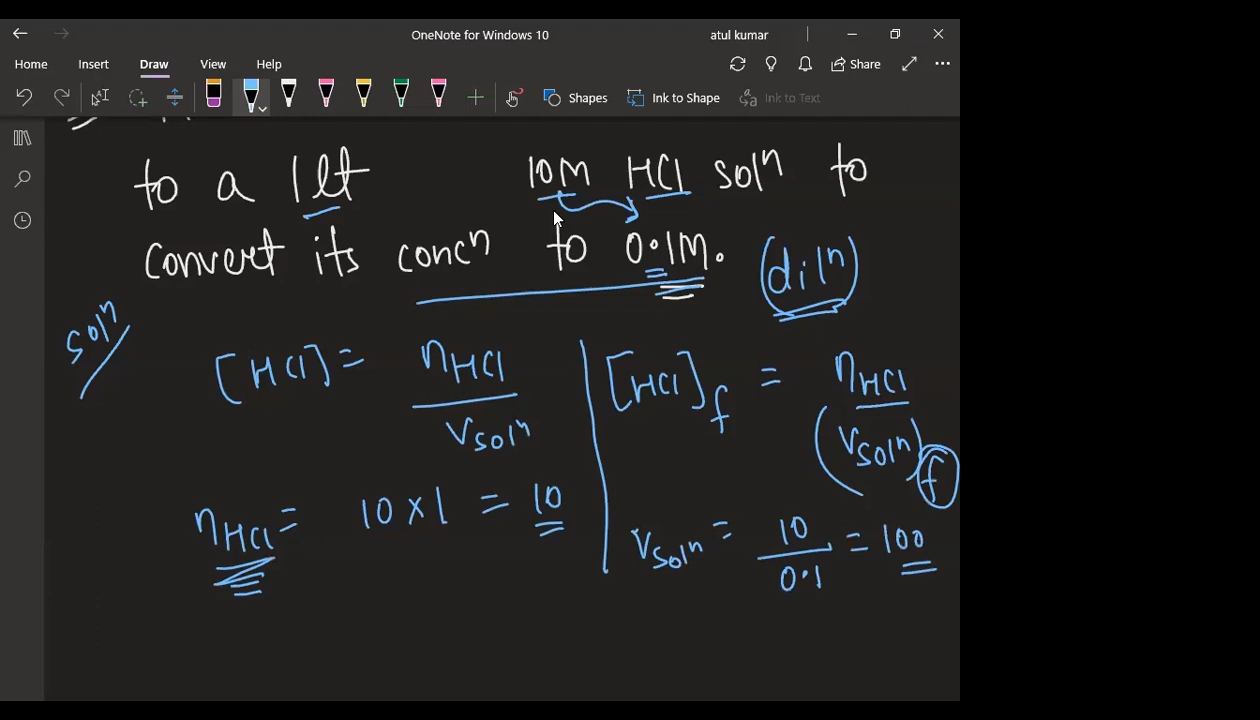 OneNote for Windows 10
atul kumar
Home Insert Draw View Help
Share
Shapes Ink to Shape Ink to Text
to a 1lt 10M HCl solⁿ to
convert its concⁿ to 0.1M. (dilⁿ)
solⁿ
[HCl] = nHCl / Vsolⁿ
nHCl = 10 × 1 = 10
[HCl]f = nHCl / (Vsolⁿ)f
Vsolⁿ = 10 / 0.1 = 100